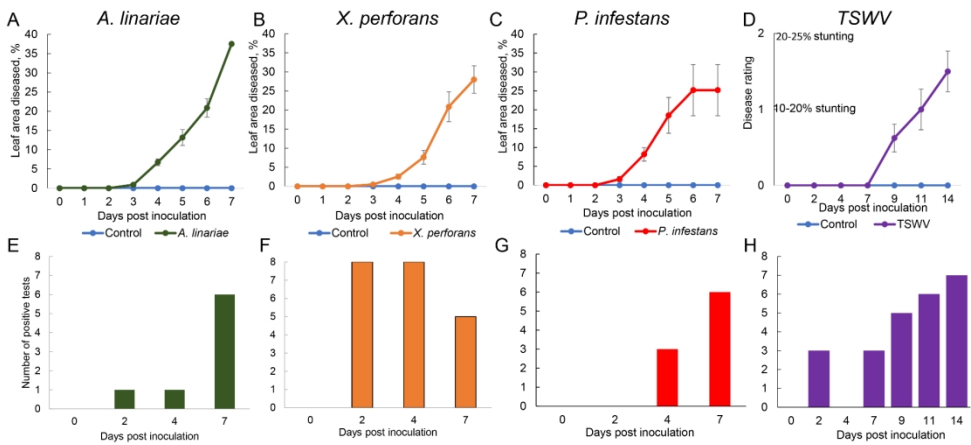 A A. linariae B X. perforans C P. infestans D TSWV
Leaf area diseased, %
40
35
30
25
20
15
10
5
0
0 1 2 3 4 5 6 7
Days post inoculation
Control A. linariae
Leaf area diseased, %
40
35
30
25
20
15
10
5
0
0 1 2 3 4 5 6 7
Days post inoculation
Control X. perforans
Leaf area diseased, %
40
35
30
25
20
15
10
5
0
0 1 2 3 4 5 6 7
Days post inoculation
Control P. infestans
Disease rating
2
1
0
20-25% stunting
10-20% stunting
0 2 4 7 9 11 14
Days post inoculation
Control TSWV
E
Number of positive tests
8
7
6
5
4
3
2
1
0
0 2 4 7
Days post inoculation
F
8
7
6
5
4
3
2
1
0
0 2 4 7
Days post inoculation
G
8
6
5
4
3
2
1
0
0 2 4 7
Days post inoculation
H
8
7
6
5
4
3
2
1
0
0 2 4 7 9 11 14
Days post inoculation